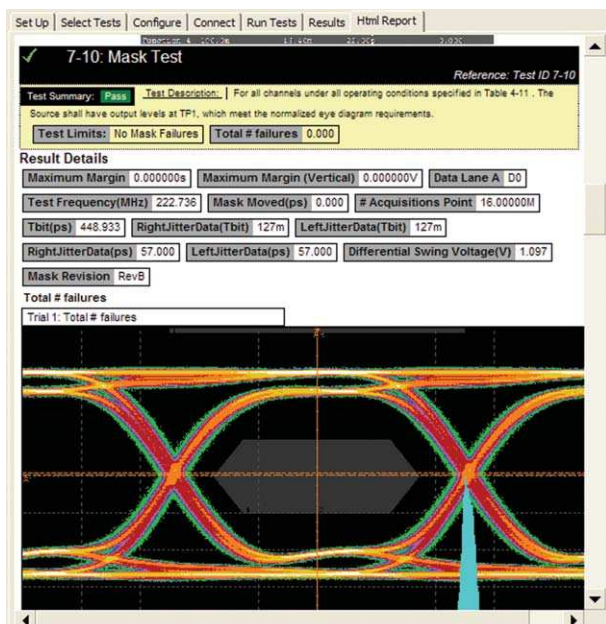 Set Up Select Tests Configure Connect Run Tests Results Html Report
7-10: Mask Test
Reference: Test ID 7-10
Test Summary: Pass Test Description: For all channels under all operating conditions specified in Table 4-11 . The
Source shall have output levels at TP1, which meet the normalized eye diagram requirements.
Test Limits: No Mask Failures Total # failures 0.000
Result Details
Maximum Margin 0.000000s Maximum Margin (Vertical) 0.000000V Data Lane A D0
Test Frequency(MHz) 222.736 Mask Moved(ps) 0.000 # Acquisitions Point 16.00000M
Tbit(ps) 448.933 RightJitterData(Tbit) 127m LeftJitterData(Tbit) 127m
RightJitterData(ps) 57.000 LeftJitterData(ps) 57.000 Differential Swing Voltage(V) 1.097
Mask Revision RevB
Total # failures
Trial 1: Total # failures